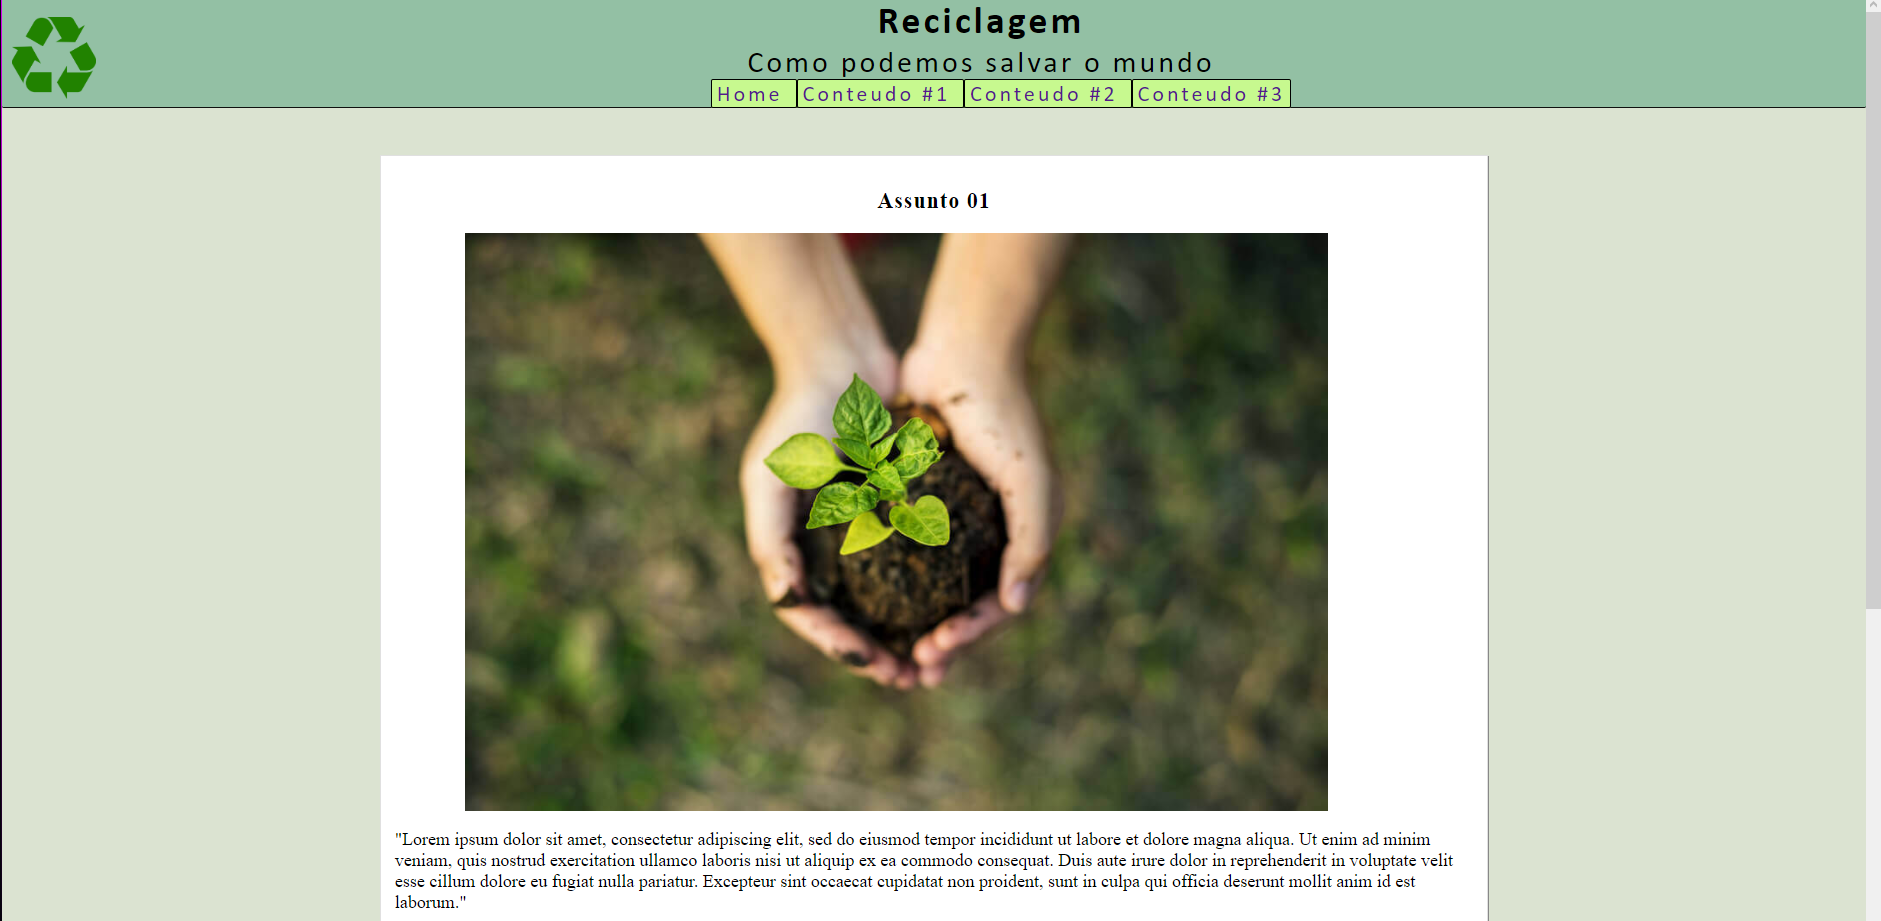 Reciclagem
Como podemos salvar o mundo
Home Conteudo #1 Conteudo #2 Conteudo #3
Assunto 01
"Lorem ipsum dolor sit amet, consectetur adipiscing elit, sed do eiusmod tempor incididunt ut labore et dolore magna aliqua. Ut enim ad minim
veniam, quis nostrud exercitation ullamco laboris nisi ut aliquip ex ea commodo consequat. Duis aute irure dolor in reprehenderit in voluptate velit
esse cillum dolore eu fugiat nulla pariatur. Excepteur sint occaecat cupidatat non proident, sunt in culpa qui officia deserunt mollit anim id est
laborum."